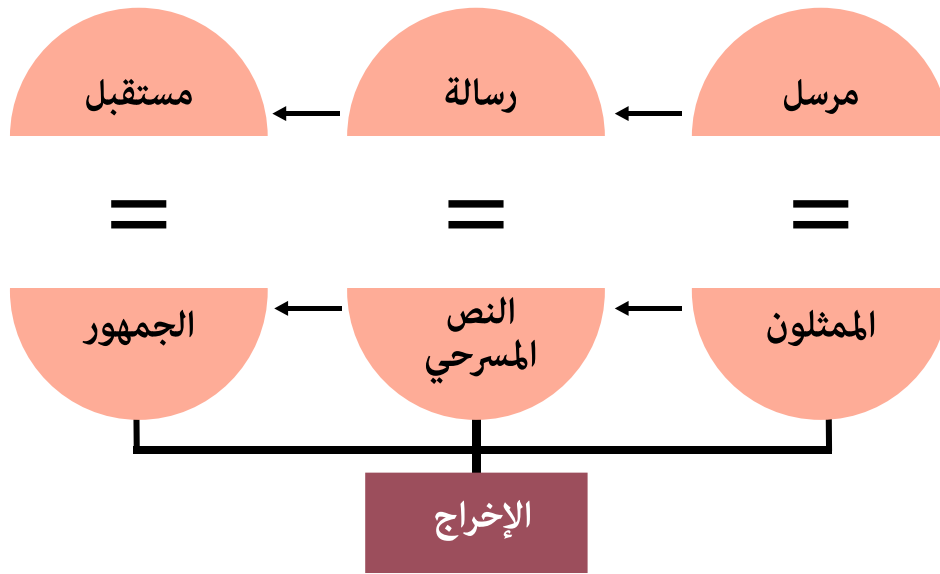 مرسل
رسالة
مستقبل
=
=
=
الممثلون
النص
المسرحي
الجمهور
الإخراج